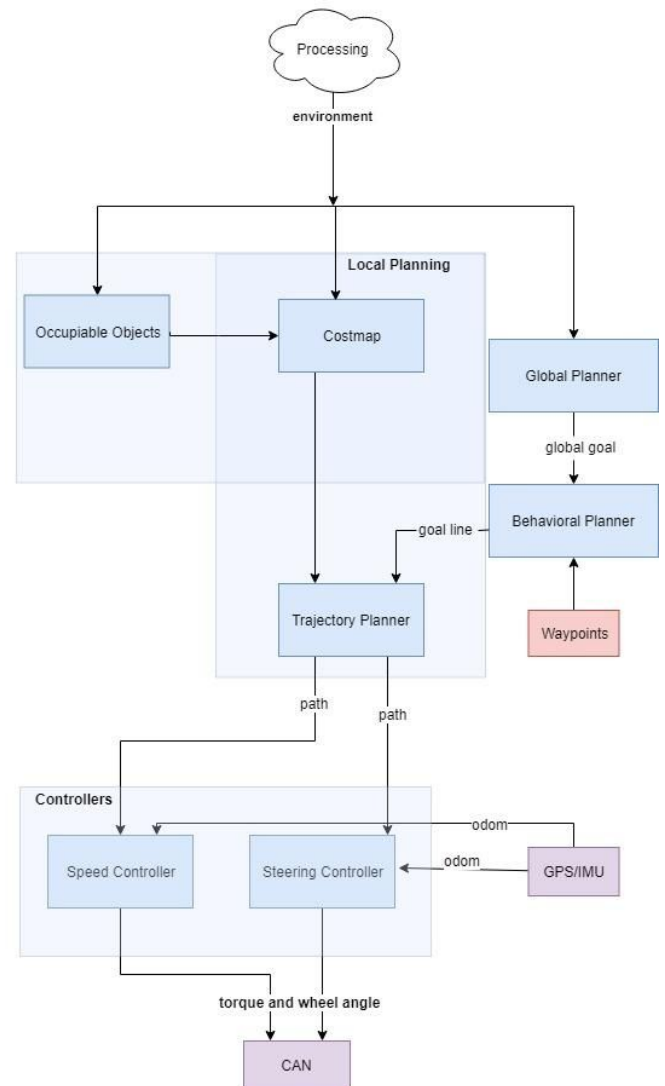 Processing
environment
Local Planning
Occupiable Objects
Costmap
Global Planner
global goal
Behavioral Planner
goal line
Trajectory Planner
Waypoints
path
path
Controllers
odom
Speed Controller
Steering Controller
odom
GPS/IMU
torque and wheel angle
CAN